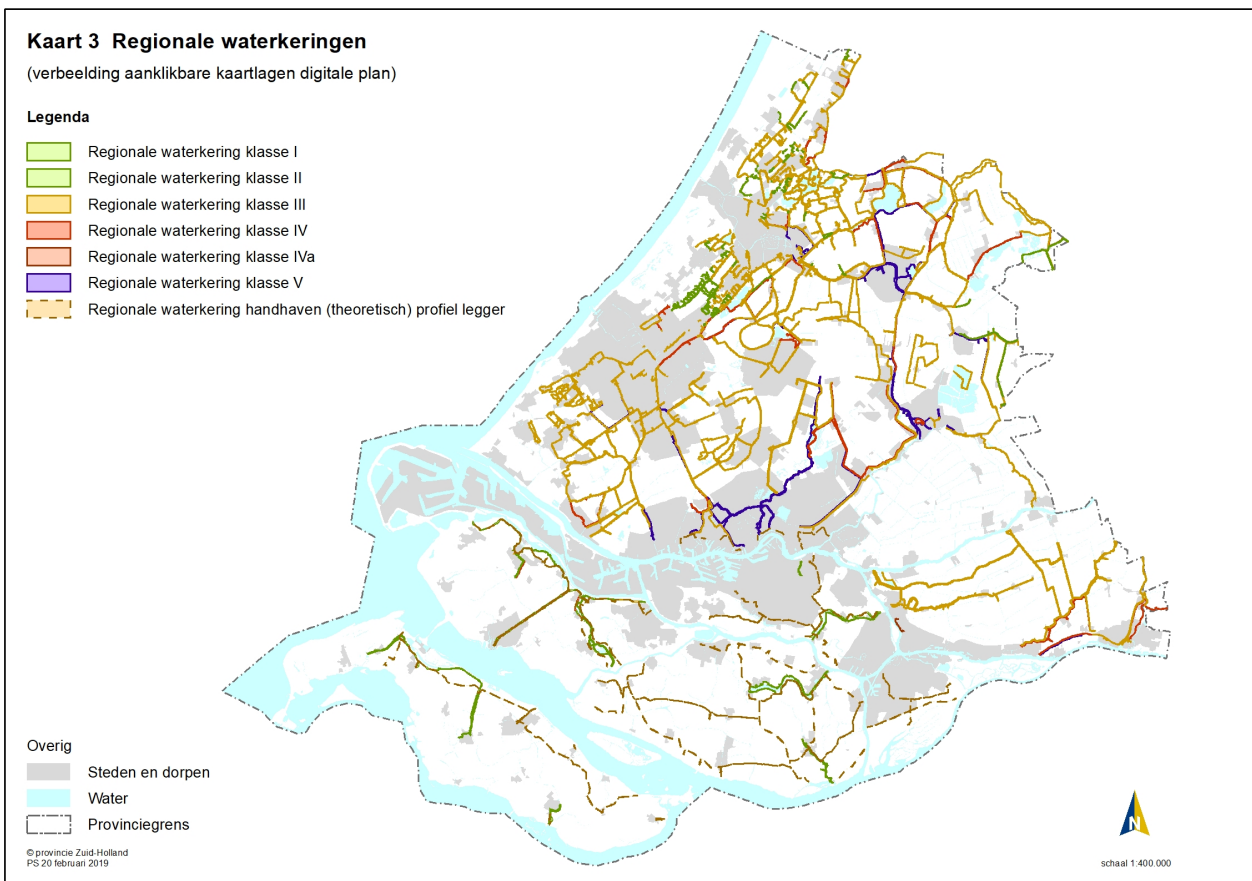 Kaart 3 Regionale waterkeringen
(verbeelding aanklikbare kaartlagen digitale plan)
Legenda
Regionale waterkering klasse I
Regionale waterkering klasse II
Regionale waterkering klasse III
Regionale waterkering klasse IV
Regionale waterkering klasse IVa
Regionale waterkering klasse V
Regionale waterkering handhaven (theoretisch) profiel legger
Overig
Steden en dorpen
Water
Provinciegrens
© provincie Zuid-Holland
PS 20 februari 2019
N
schaal 1:400.000